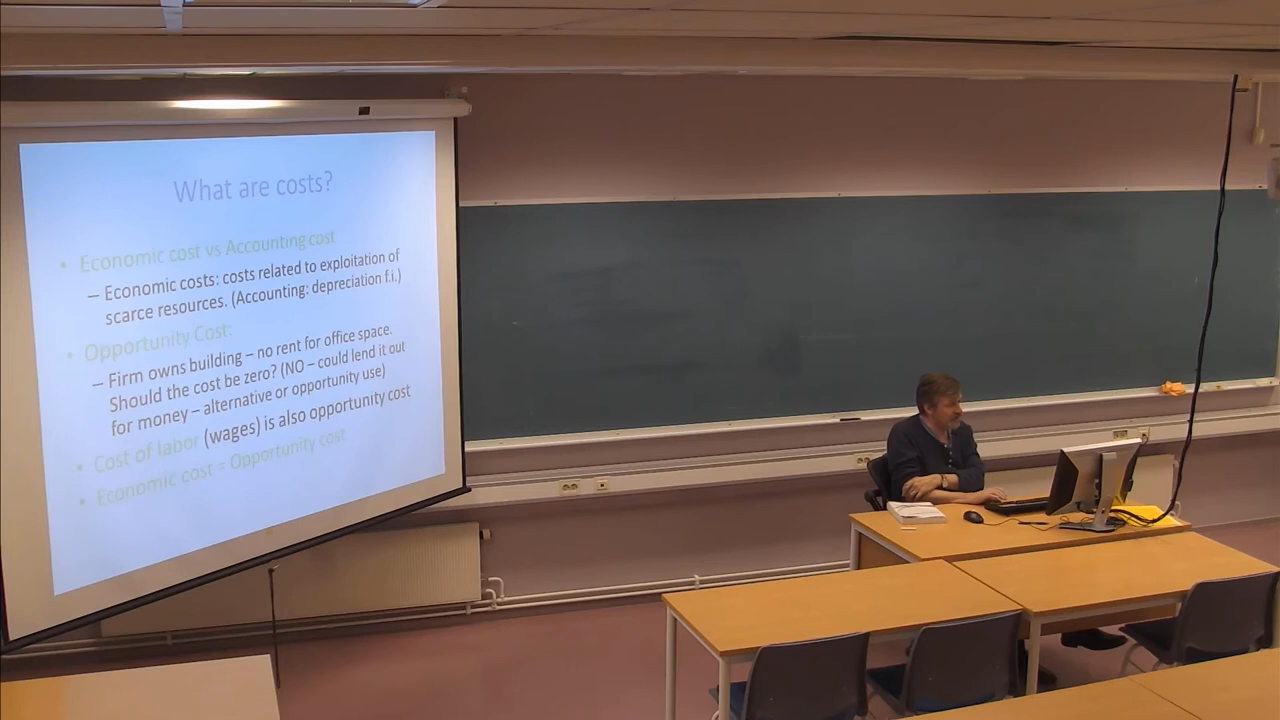 What are costs?
• Economic cost vs Accounting cost
– Economic costs: costs related to exploitation of
scarce resources. (Accounting: depreciation f.i.)
• Opportunity Cost:
– Firm owns building – no rent for office space.
Should the cost be zero? (NO – could lend it out
for money – alternative or opportunity use)
• Cost of labor (wages) is also opportunity cost
• Economic cost = Opportunity cost